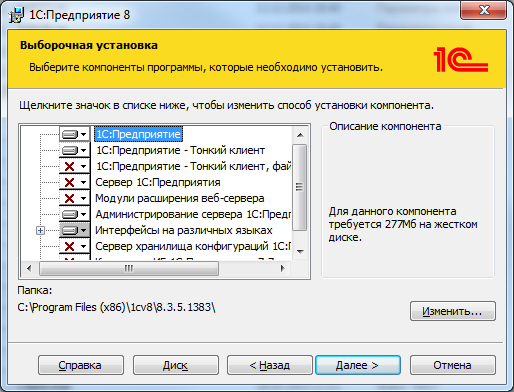 1С:Предприятие 8
Выборочная установка
Выберите компоненты программы, которые необходимо установить.
1С
Щелкните значок в списке ниже, чтобы изменить способ установки компонента.
1С:Предприятие
1С:Предприятие - Тонкий клиент
1С:Предприятие - Тонкий клиент, фай
Сервер 1С:Предприятия
Модули расширения веб-сервера
Администрирование сервера 1С:Предп
Интерфейсы на различных языках
Сервер хранилища конфигураций 1С:П
Описание компонента
Для данного компонента
требуется 277Мб на жестком
диске.
Папка:
C:\Program Files (x86)\1cv8\8.3.5.1383\
Изменить...
Справка
Диск
< Назад
Далее >
Отмена